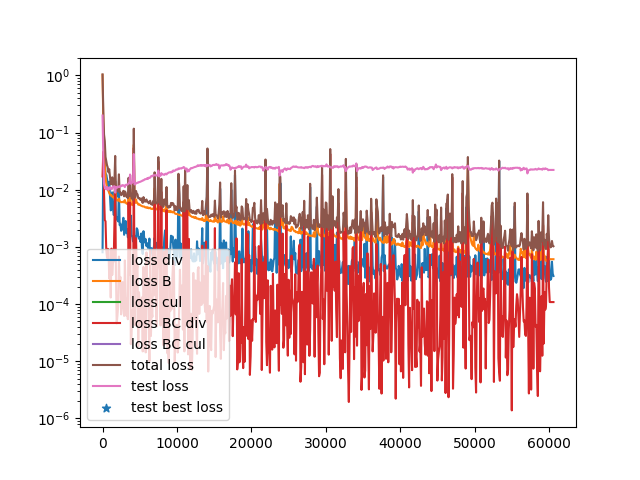 10⁰
10⁻¹
10⁻²
10⁻³
10⁻⁴
10⁻⁵
10⁻⁶
loss div
loss B
loss cul
loss BC div
loss BC cul
total loss
test loss
test best loss
0 10000 20000 30000 40000 50000 60000